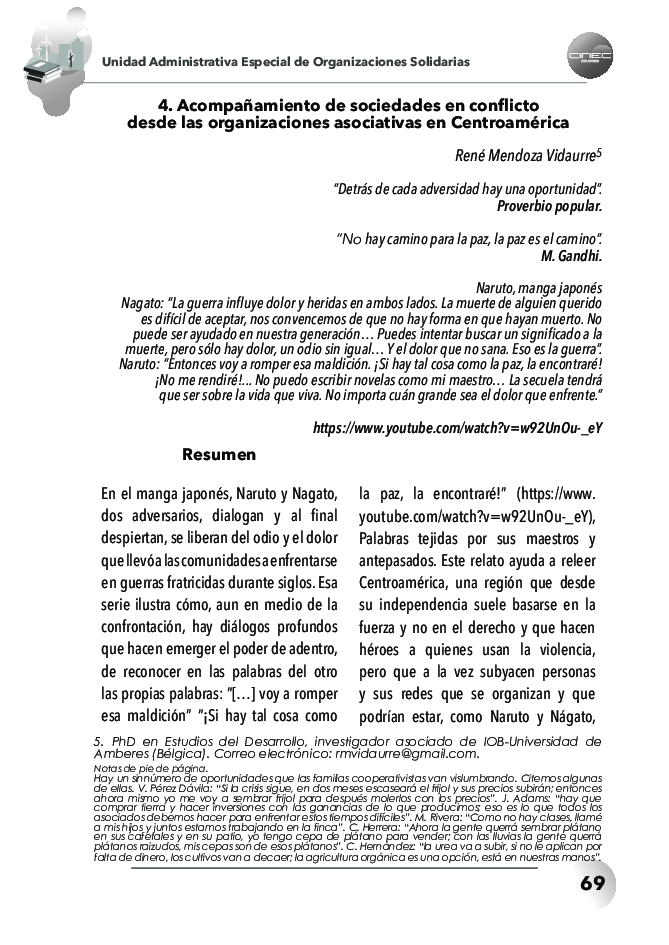 Unidad Administrativa Especial de Organizaciones Solidarias
CINEC
COLOMBIA
4. Acompañamiento de sociedades en conflicto
desde las organizaciones asociativas en Centroamérica
René Mendoza Vidaurre5
"Detrás de cada adversidad hay una oportunidad".
Proverbio popular.
"No hay camino para la paz, la paz es el camino".
M. Gandhi.
Naruto, manga japonés
Nagato: "La guerra influye dolor y heridas en ambos lados. La muerte de alguien querido
es difícil de aceptar, nos convencemos de que no hay forma en que hayan muerto. No
puede ser ayudado en nuestra generación… Puedes intentar buscar un significado a la
muerte, pero sólo hay dolor, un odio sin igual… Y el dolor que no sana. Eso es la guerra".
Naruto: "Entonces voy a romper esa maldición. ¡Si hay tal cosa como la paz, la encontraré!
¡No me rendiré!... No puedo escribir novelas como mi maestro… La secuela tendrá
que ser sobre la vida que viva. No importa cuán grande sea el dolor que enfrente."
https://www.youtube.com/watch?v=w92UnOu-_eY
Resumen
En el manga japonés, Naruto y Nagato,
dos adversarios, dialogan y al final
despiertan, se liberan del odio y el dolor
que llevó a las comunidades a enfrentarse
en guerras fratricidas durante siglos. Esa
serie ilustra cómo, aun en medio de la
confrontación, hay diálogos profundos
que hacen emerger el poder de adentro,
de reconocer en las palabras del otro
las propias palabras: "[…] voy a romper
esa maldición" "¡Si hay tal cosa como
la paz, la encontraré!" (https://www.
youtube.com/watch?v=w92UnOu-_eY),
Palabras tejidas por sus maestros y
antepasados. Este relato ayuda a releer
Centroamérica, una región que desde
su independencia suele basarse en la
fuerza y no en el derecho y que hacen
héroes a quienes usan la violencia,
pero que a la vez subyacen personas
y sus redes que se organizan y que
podrían estar, como Naruto y Nágato,
5. PhD en Estudios del Desarrollo, investigador asociado de IOB-Universidad de
Amberes (Bélgica). Correo electrónico: rmvidaurre@gmail.com.
Notas de pie de página.
Hay un sinnúmero de oportunidades que las familias cooperativistas van vislumbrando. Citemos algunas
de ellas. V. Pérez Dávila: "Si la crisis sigue, en dos meses escaseará el frijol y sus precios subirán; entonces
ahora mismo yo me voy a sembrar frijol para después molerlos con los precios". J. Adams: "hay que
comprar tierra y hacer inversiones con las ganancias de lo que producimos; eso es lo que todos los
asociados debemos hacer para enfrentar estos tiempos difíciles". M. Rivera: "Como no hay clases, llamé
a mis hijos y juntos estamos trabajando en la finca". C. Herrera: "Ahora la gente querrá sembrar plátano
en sus cafetales y en su patio, yo tengo cepa de plátano para vender; con las lluvias la gente querrá
plátanos raizudos, mis cepas son de esos plátanos". C. Hernández: "la urea va a subir, si no le aplican por
falta de dinero, los cultivos van a decaer; la agricultura orgánica es una opción, está en nuestras manos".
69